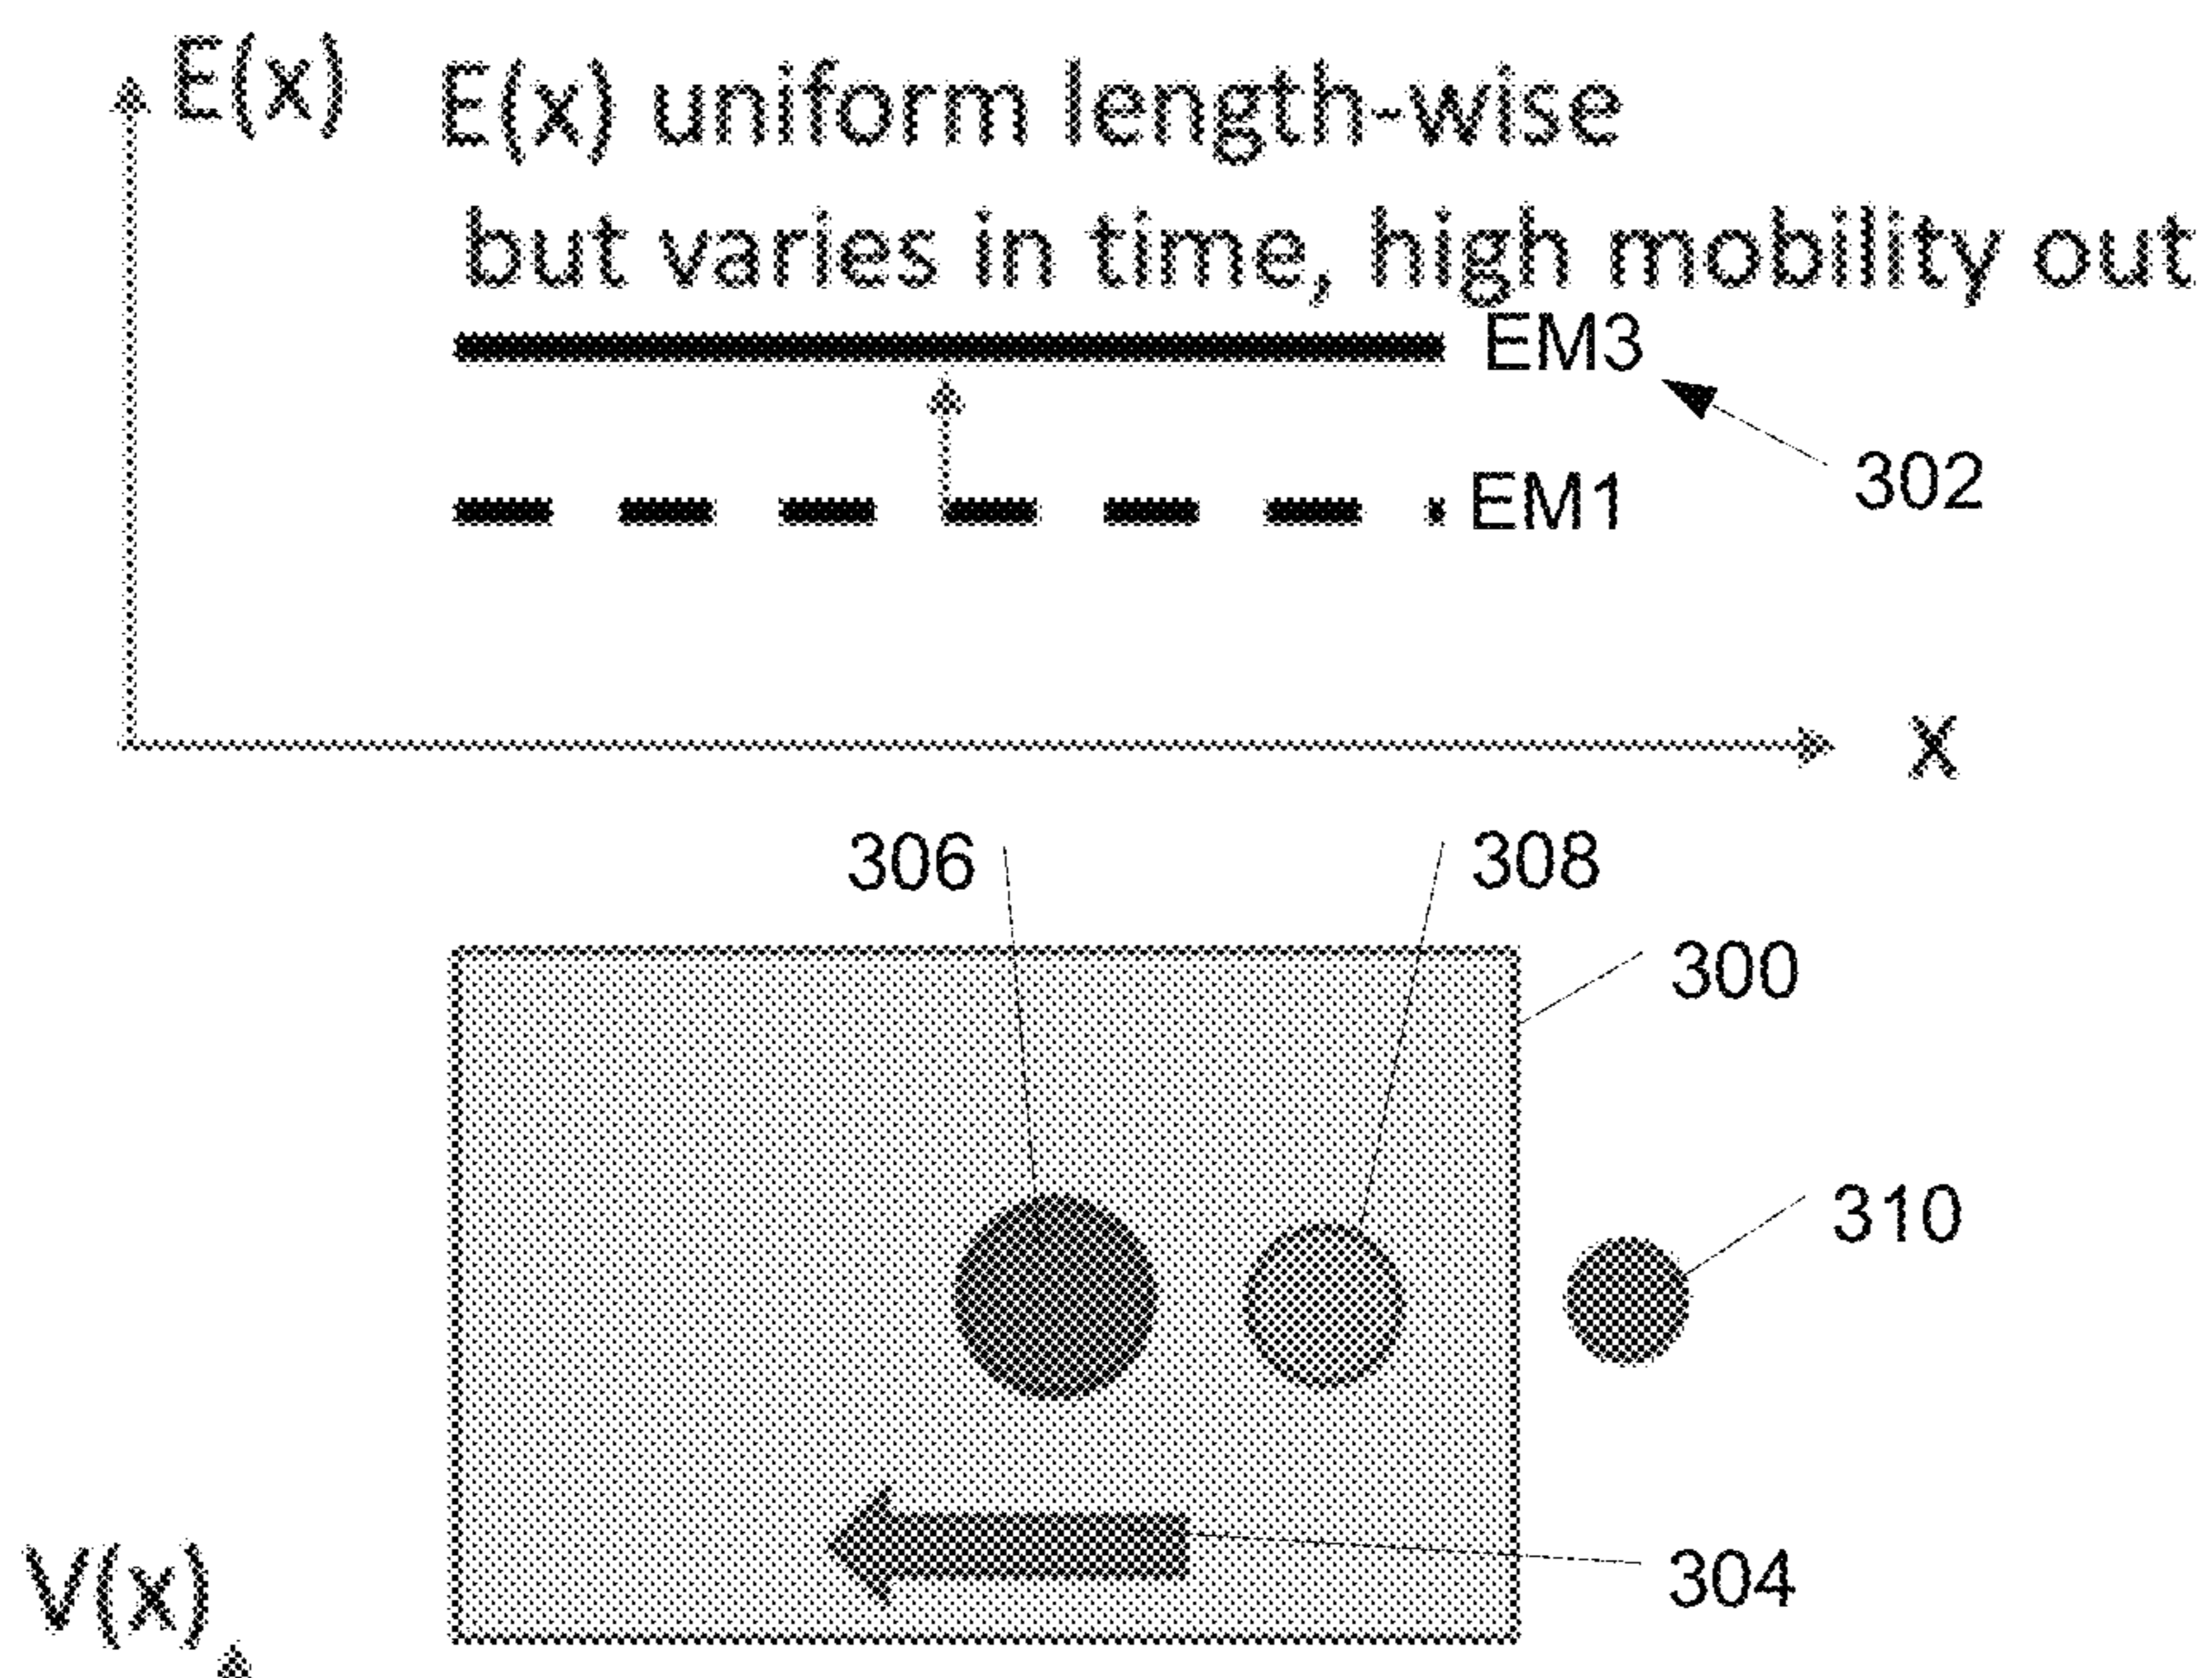 E(x)
E(x) uniform length-wise
but varies in time, high mobility out
EM3
302
EM1
x
306
308
300
310
304
V(x)